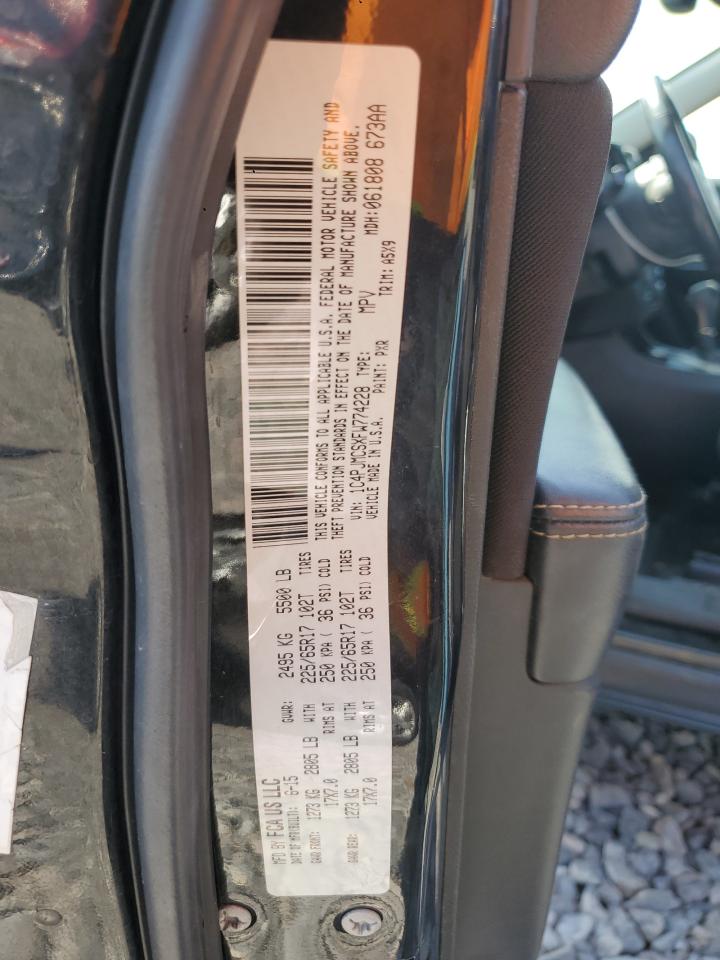 MFD BY FCA US LLC
DATE OF MFR(BUILT): 6-15 GVWR: 2495 KG 5500 LB
GAWR FRONT: 1273 KG 2805 LB WITH 225/65R17 102T TIRES
17X7.0 RIMS AT 250 KPA ( 36 PSI) COLD
GAWR REAR: 1273 KG 2805 LB WITH 225/65R17 102T TIRES
17X7.0 RIMS AT 250 KPA ( 36 PSI) COLD
THIS VEHICLE CONFORMS TO ALL APPLICABLE U.S.A. FEDERAL MOTOR VEHICLE SAFETY AND
THEFT PREVENTION STANDARDS IN EFFECT ON THE DATE OF MANUFACTURE SHOWN ABOVE.
VIN: 1C4PJMCSXFW774228 TYPE: MPV MDH:061808 673AA
VEHICLE MADE IN U.S.A. PAINT: PXR TRIM: A5X9